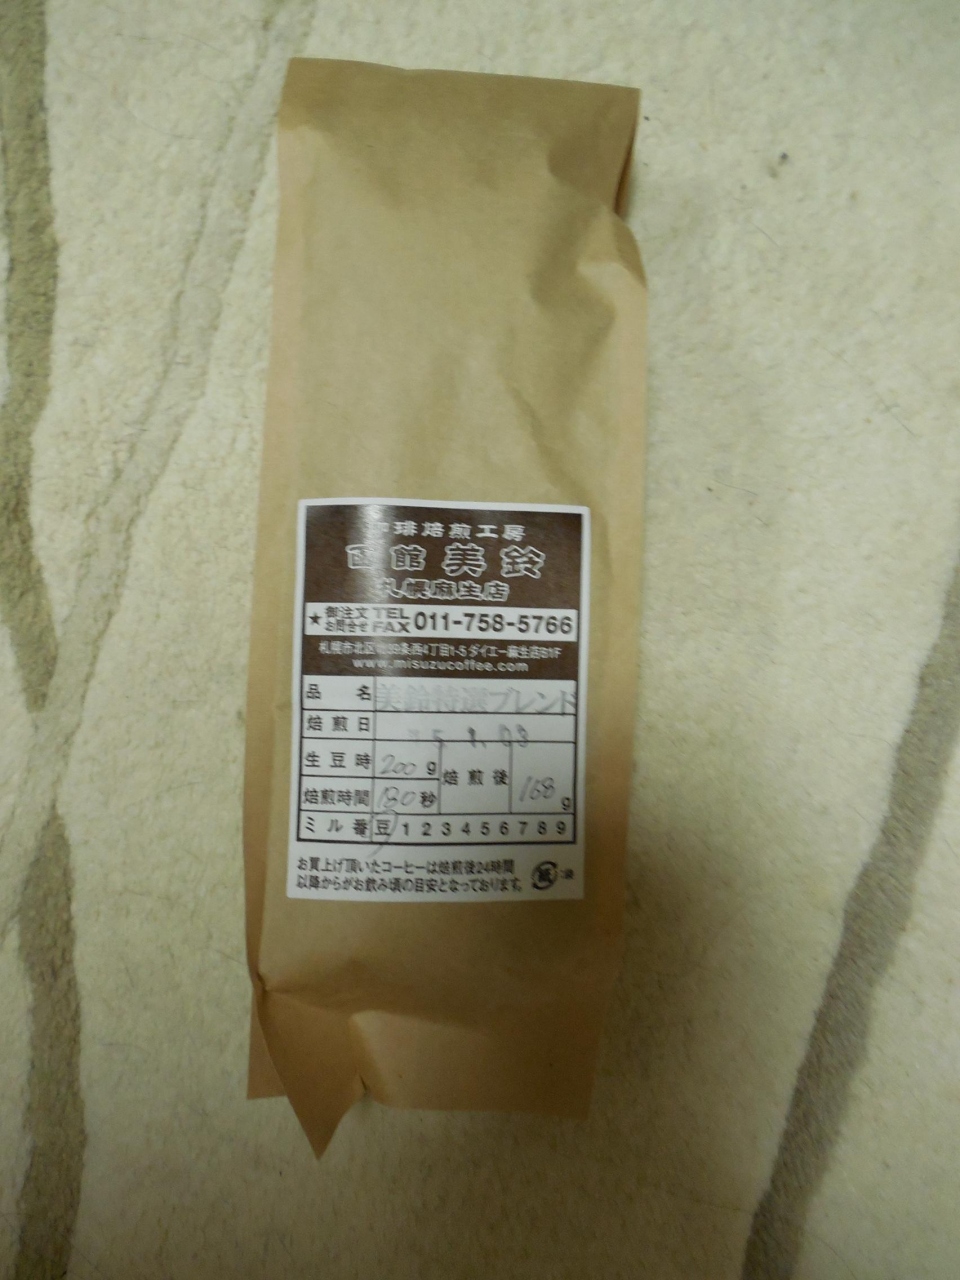 珈琲焙煎工房
函館美鈴
札幌麻生店
★御注文 お問合せ TEL FAX 011-758-5766
札幌市北区北39条西4丁目1-5 ダイエー麻生店B1F
www.misuzucoffee.com
品名 美鈴特選ブレンド
焙煎日
生豆時 200g 焙煎後 168g
焙煎時間 180秒
ミル番 豆 1 2 3 4 5 6 7 8 9
お買上げ頂いたコーヒーは焙煎後24時間
以降からがお飲み頃の目安となっております。